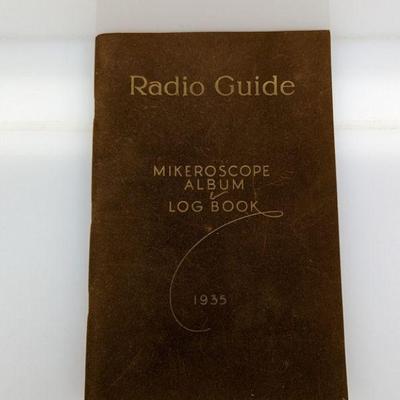 Radio Guide
MIKEROSCOPE
ALBUM
&
LOG BOOK
1935